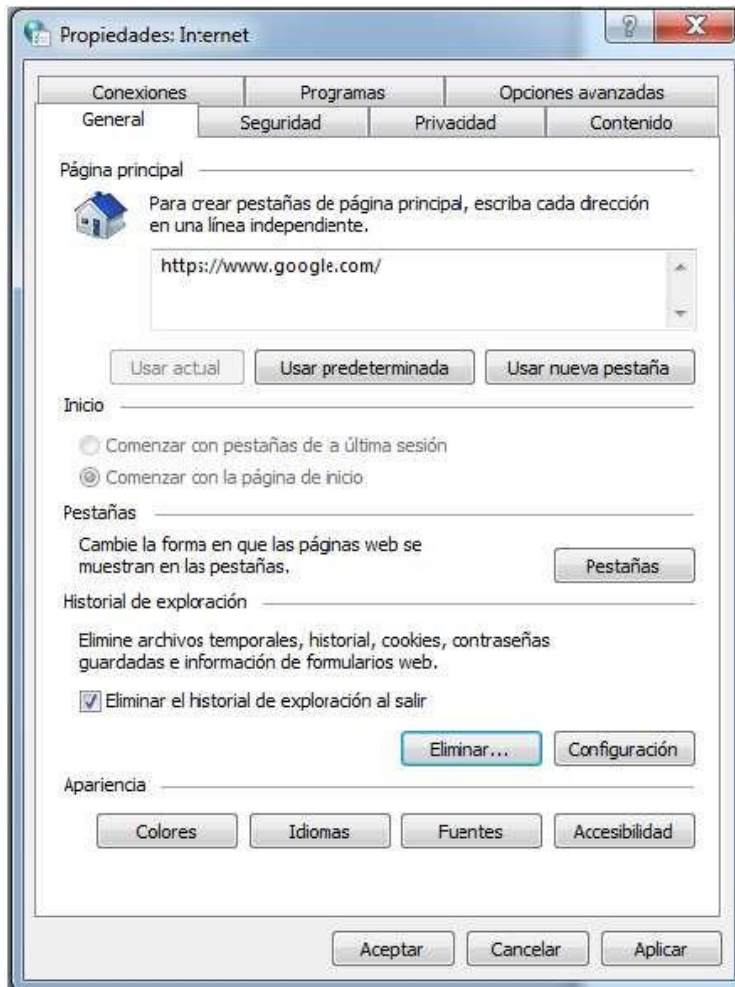 Propiedades: Internet
Conexiones Programas Opciones avanzadas
General Seguridad Privacidad Contenido
Página principal
Para crear pestañas de página principal, escriba cada dirección
en una línea independiente.
https://www.google.com/
Usar actual Usar predeterminada Usar nueva pestaña
Inicio
Comenzar con pestañas de la última sesión
Comenzar con la página de inicio
Pestañas
Cambie la forma en que las páginas web se
muestran en las pestañas.
Pestañas
Historial de exploración
Elimine archivos temporales, historial, cookies, contraseñas
guardadas e información de formularios web.
Eliminar el historial de exploración al salir
Eliminar... Configuración
Apariencia
Colores Idiomas Fuentes Accesibilidad
Aceptar Cancelar Aplicar